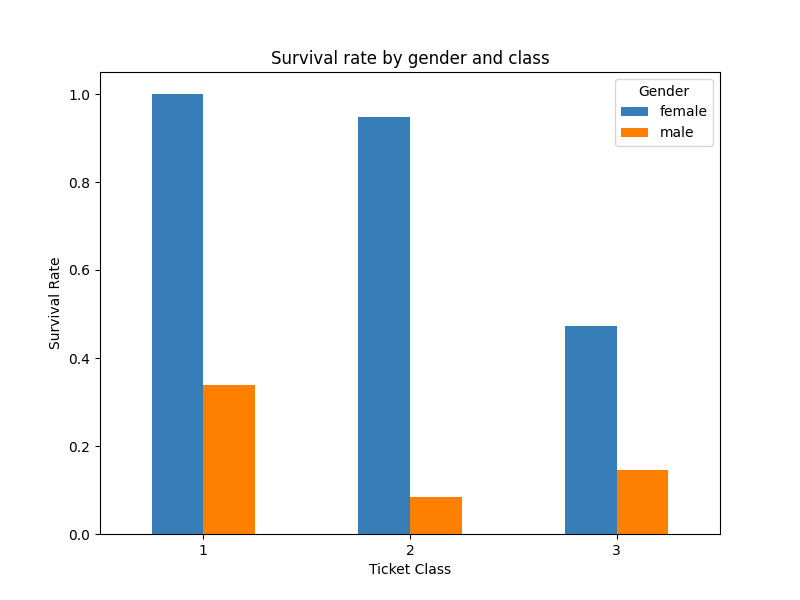 Survival rate by gender and class
Gender
female
male
1.0
0.8
0.6
0.4
0.2
0.0
Survival Rate
1 2 3
Ticket Class